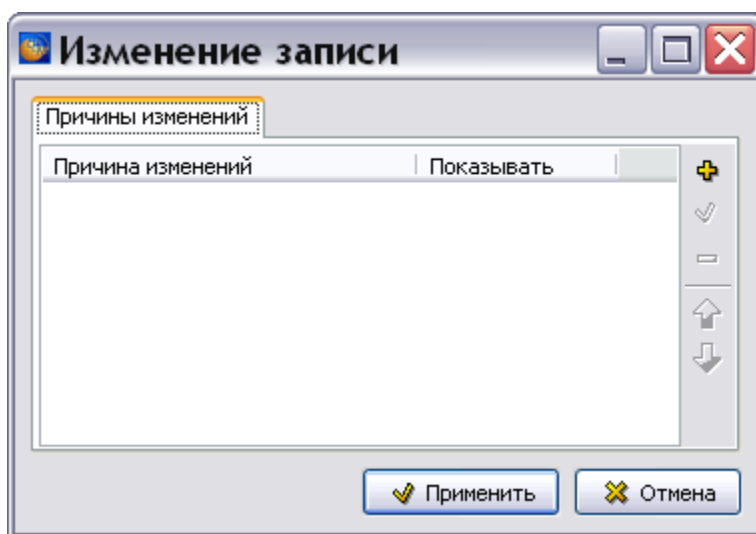 Изменение записи
Причины изменений
Причина изменений Показывать
Применить Отмена